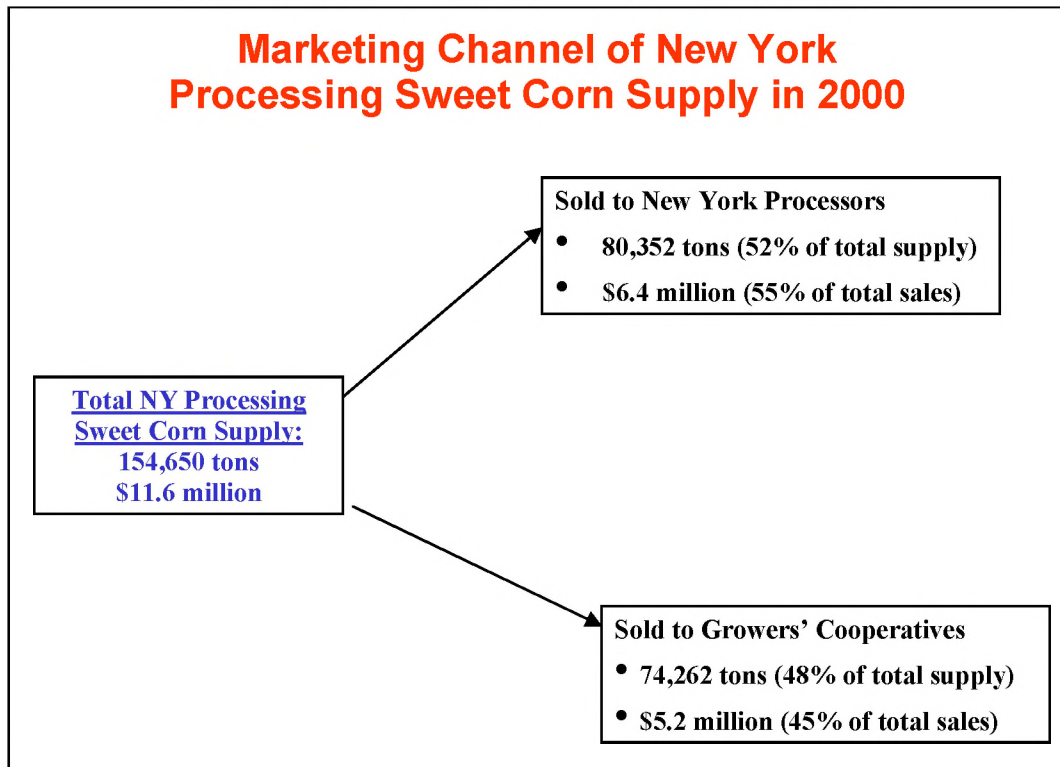 Marketing Channel of New York
Processing Sweet Corn Supply in 2000
Sold to New York Processors
• 80,352 tons (52% of total supply)
• $6.4 million (55% of total sales)
Total NY Processing
Sweet Corn Supply:
154,650 tons
$11.6 million
Sold to Growers’ Cooperatives
• 74,262 tons (48% of total supply)
• $5.2 million (45% of total sales)